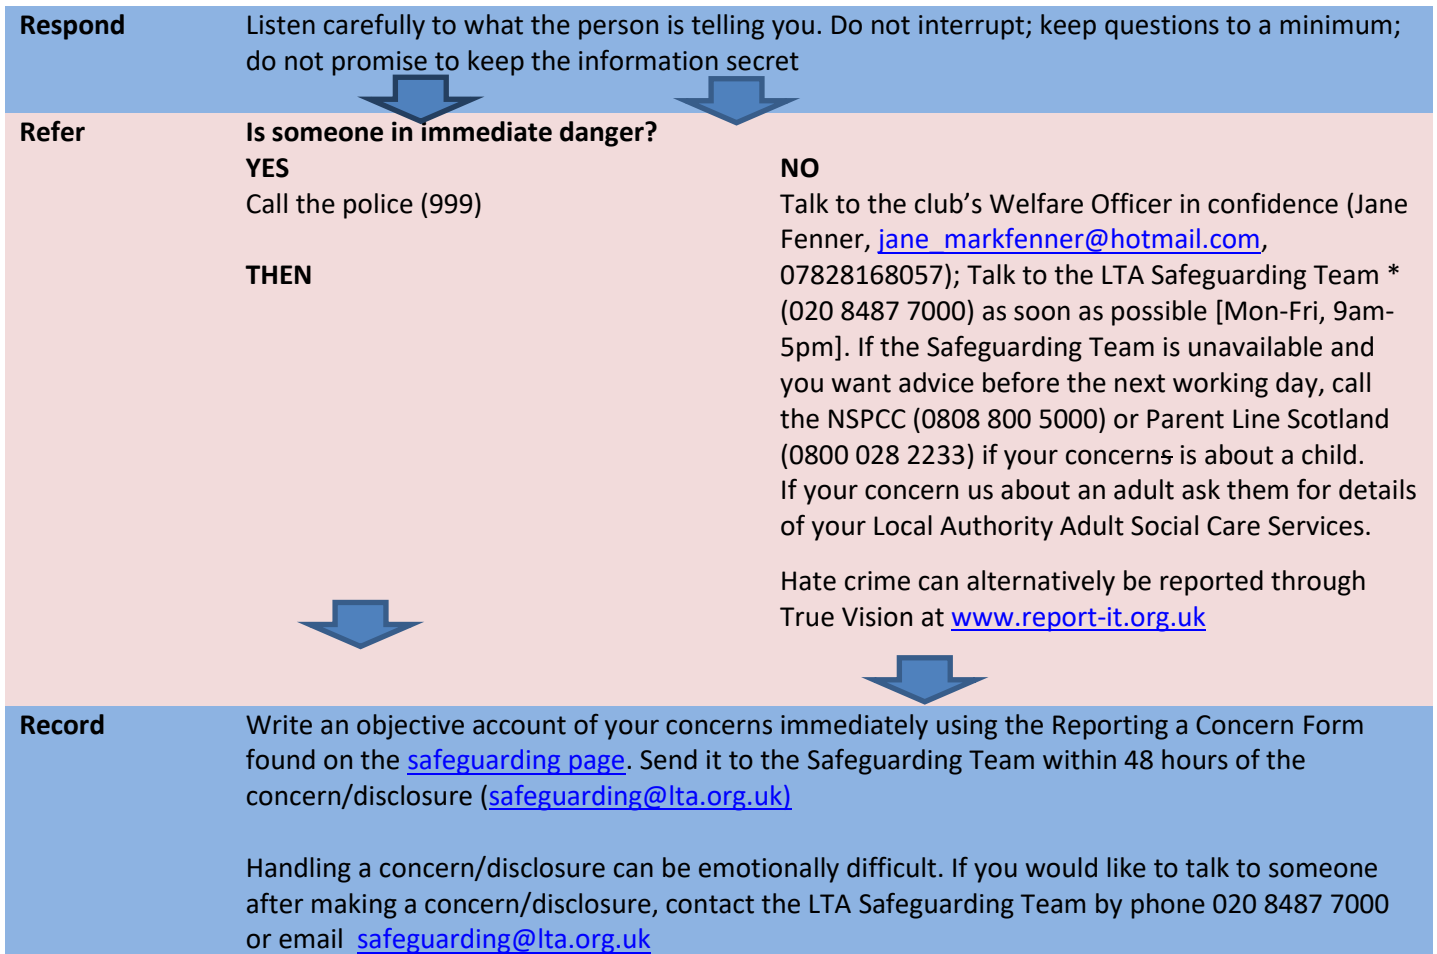 Respond Listen carefully to what the person is telling you. Do not interrupt; keep questions to a minimum;
do not promise to keep the information secret
Refer Is someone in immediate danger?
YES
Call the police (999)
THEN
NO
Talk to the club’s Welfare Officer in confidence (Jane
Fenner, jane_markfenner@hotmail.com,
07828168057); Talk to the LTA Safeguarding Team *
(020 8487 7000) as soon as possible [Mon-Fri, 9am-
5pm]. If the Safeguarding Team is unavailable and
you want advice before the next working day, call
the NSPCC (0808 800 5000) or Parent Line Scotland
(0800 028 2233) if your concerns is about a child.
If your concern us about an adult ask them for details
of your Local Authority Adult Social Care Services.
Hate crime can alternatively be reported through
True Vision at www.report-it.org.uk
Record Write an objective account of your concerns immediately using the Reporting a Concern Form
found on the safeguarding page. Send it to the Safeguarding Team within 48 hours of the
concern/disclosure (safeguarding@lta.org.uk)
Handling a concern/disclosure can be emotionally difficult. If you would like to talk to someone
after making a concern/disclosure, contact the LTA Safeguarding Team by phone 020 8487 7000
or email safeguarding@lta.org.uk